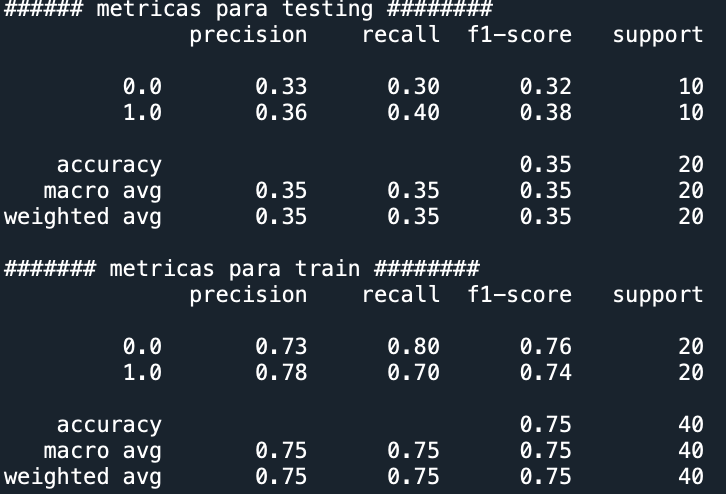 ###### metricas para testing ########
precision recall f1-score support
0.0 0.33 0.30 0.32 10
1.0 0.36 0.40 0.38 10
accuracy 0.35 20
macro avg 0.35 0.35 0.35 20
weighted avg 0.35 0.35 0.35 20
####### metricas para train ########
precision recall f1-score support
0.0 0.73 0.80 0.76 20
1.0 0.78 0.70 0.74 20
accuracy 0.75 40
macro avg 0.75 0.75 0.75 40
weighted avg 0.75 0.75 0.75 40